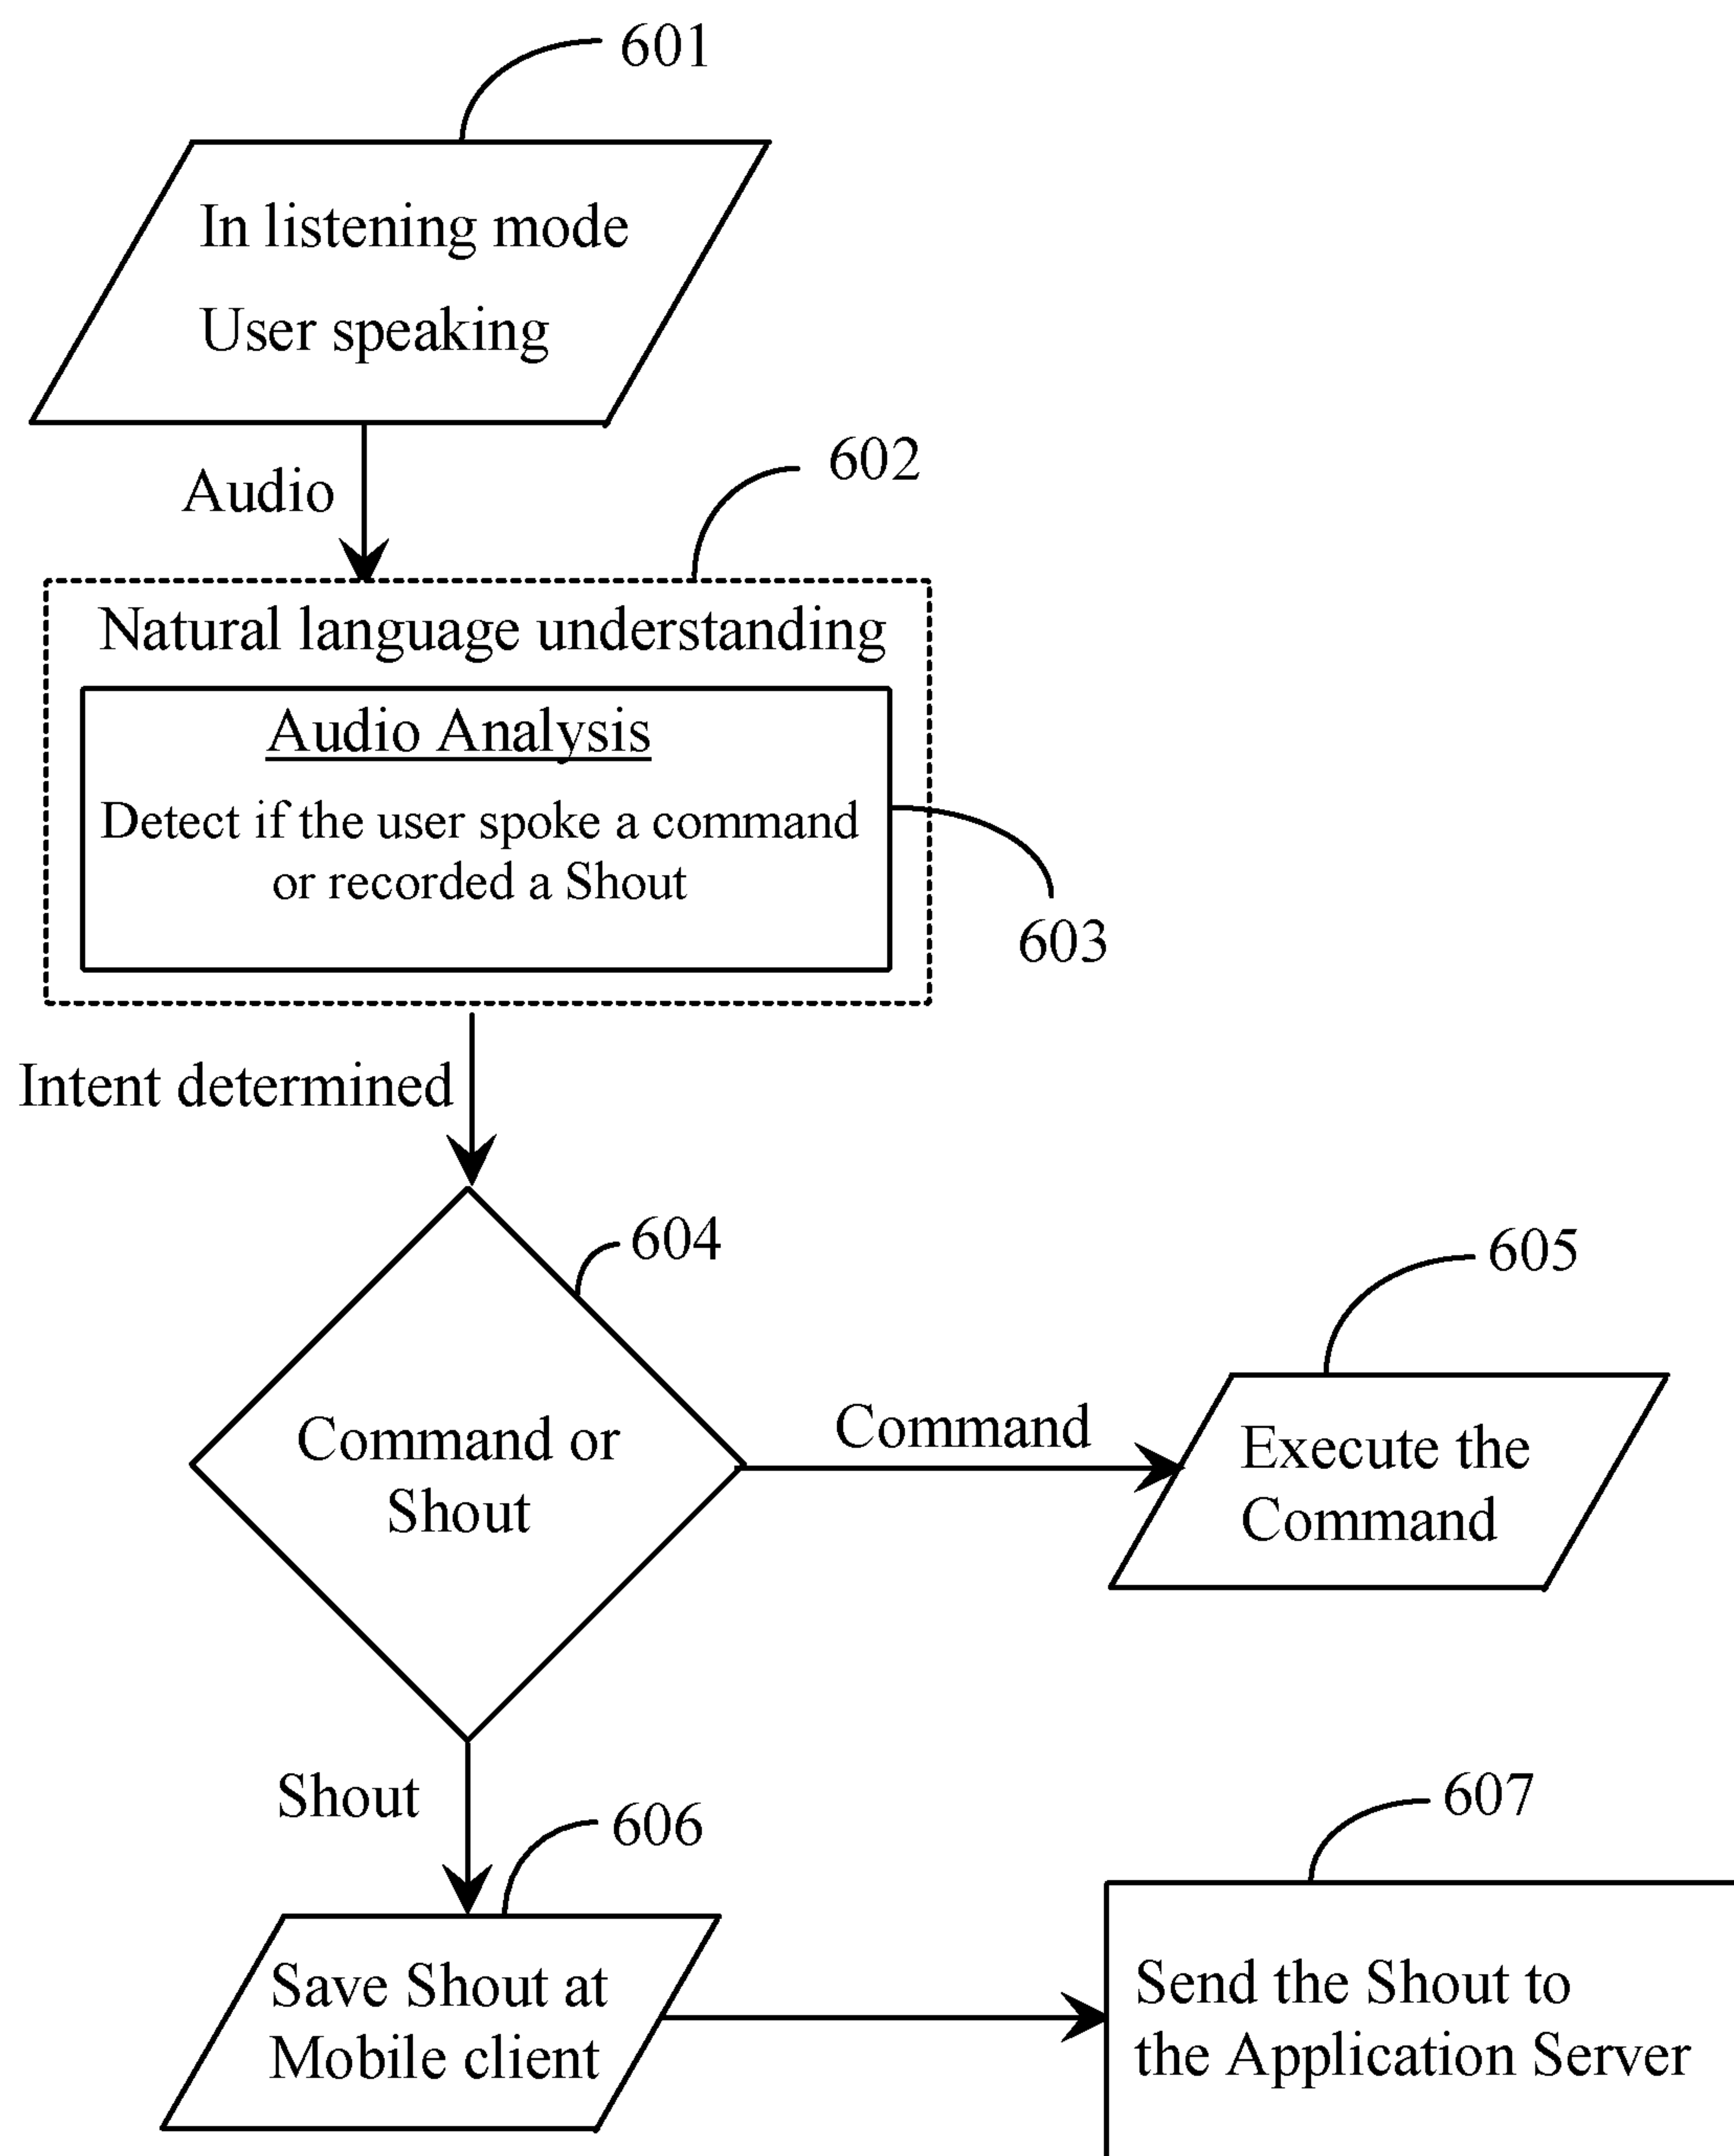 601
In listening mode
User speaking
Audio
602
Natural language understanding
Audio Analysis
Detect if the user spoke a command
or recorded a Shout
603
Intent determined
604
Command or
Shout
Command
605
Execute the
Command
Shout
606
Save Shout at
Mobile client
607
Send the Shout to
the Application Server